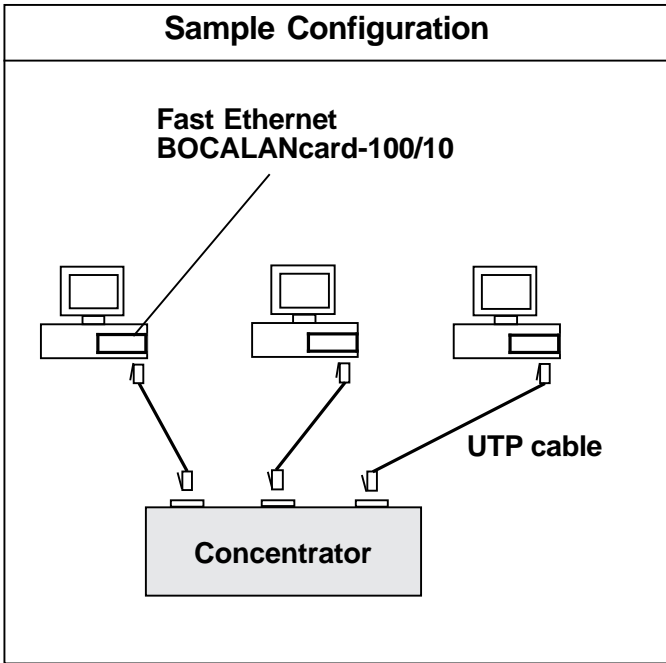 Sample Configuration
Fast Ethernet
BOCALANcard-100/10
UTP cable
Concentrator